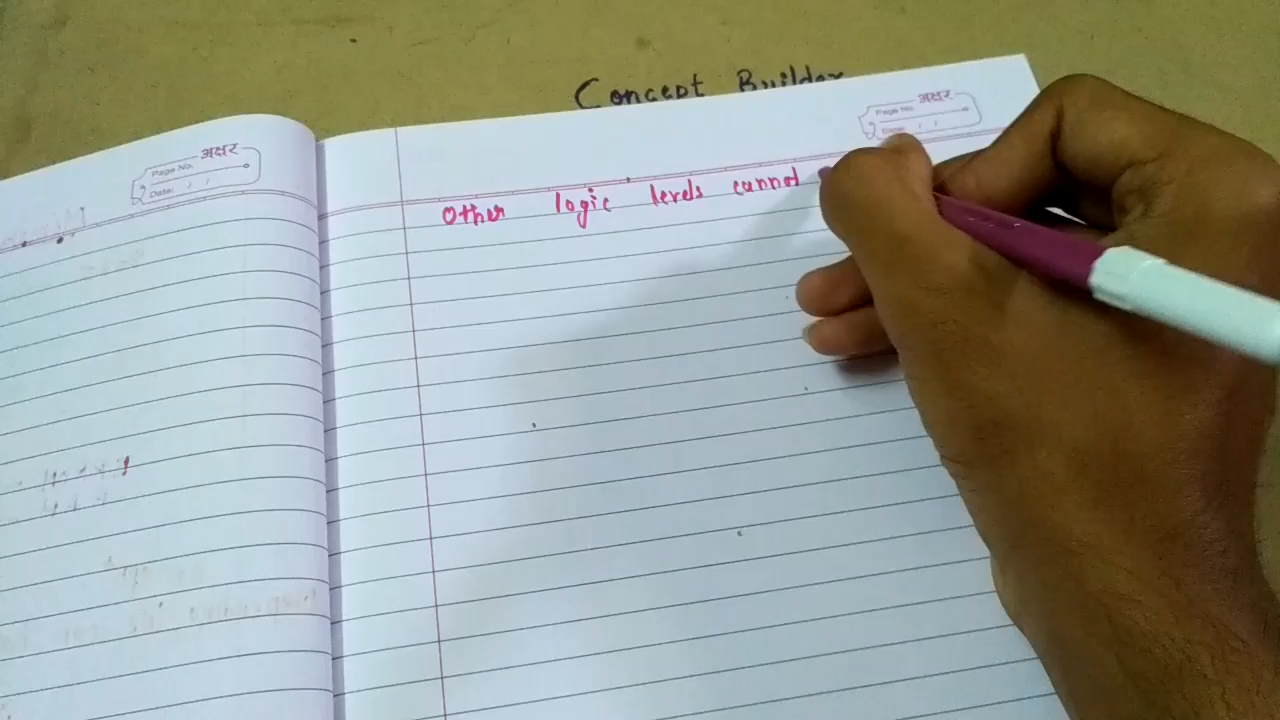 Concept Builder
अक्षर
Page No.
Date: / /
अक्षर
Page No.
Date: / /
Other logic levels cannot